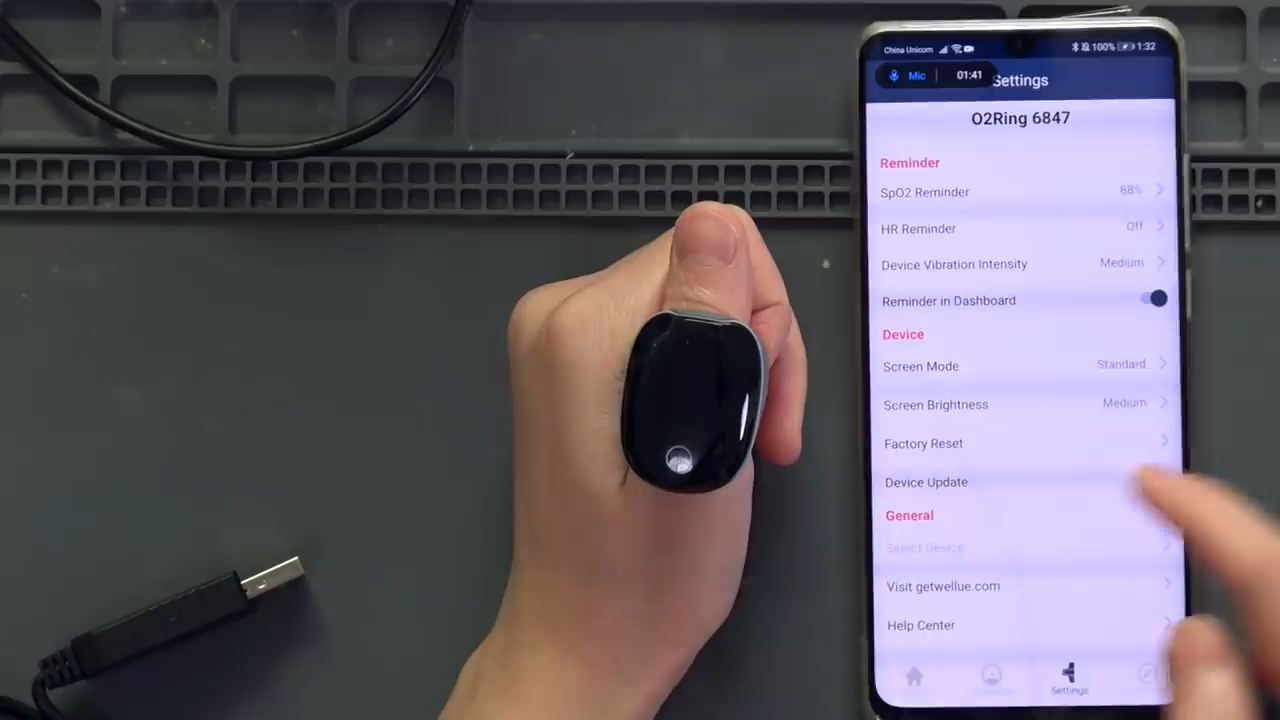 China Unicom 100% 1:32
Mic 01:41 Settings
O2Ring 6847
Reminder
SpO2 Reminder 88%
HR Reminder Off
Device Vibration Intensity Medium
Reminder in Dashboard
Device
Screen Mode Standard
Screen Brightness Medium
Factory Reset
Device Update
General
Select Device
Visit getwellue.com
Help Center
Settings